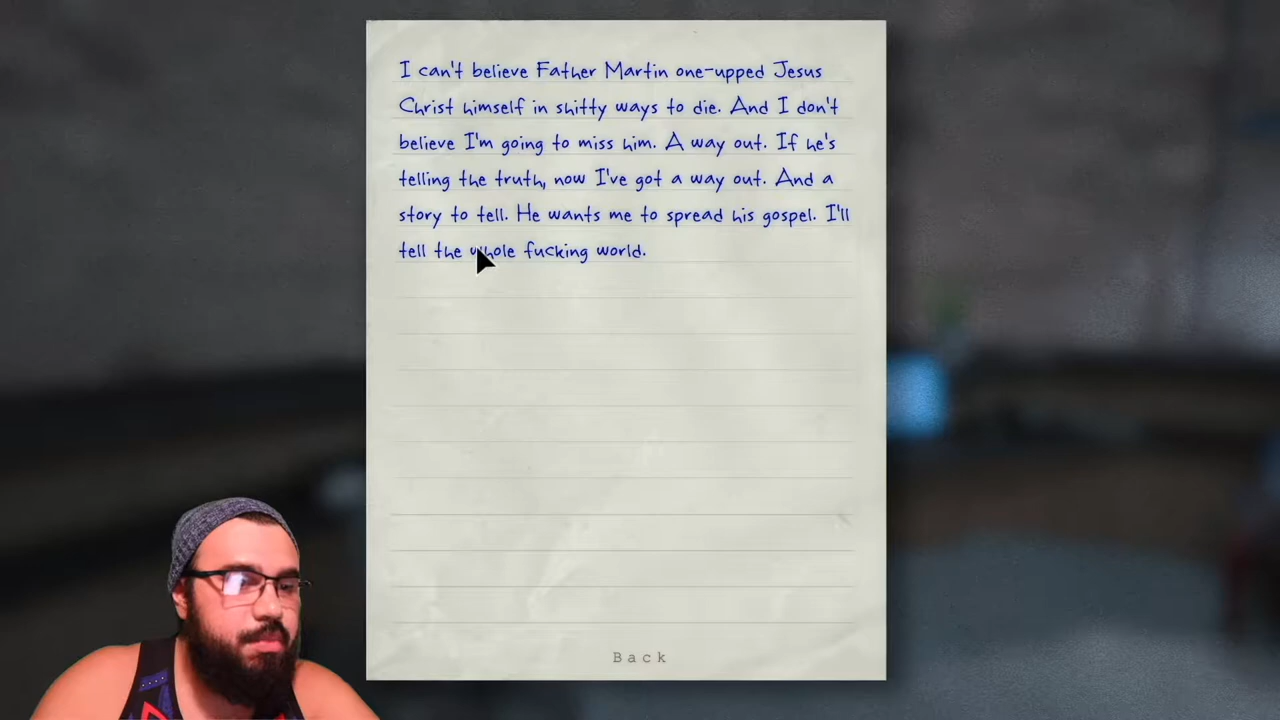 I can't believe Father Martin one-upped Jesus
Christ himself in shitty ways to die. And I don't
believe I'm going to miss him. A way out. If he's
telling the truth, now I've got a way out. And a
story to tell. He wants me to spread his gospel. I'll
tell the whole fucking world.
Back